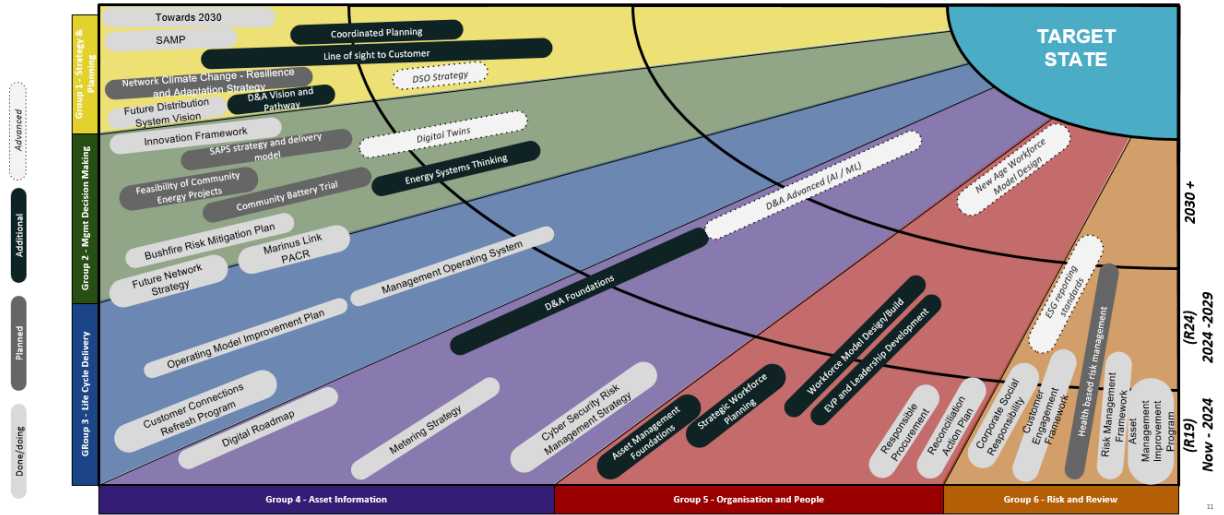 Advanced
Additional
Planned
Done/doing
Group 1 - Strategy &
Planning
Group 2 - Mgmt Decision Making
GRoup 3 - Life Cycle Delivery
Towards 2030
SAMP
Coordinated Planning
Line of sight to Customer
Network Climate Change - Resilience
and Adaptation Strategy
DSO Strategy
Future Distribution
System Vision
D&A Vision and
Pathway
TARGET
STATE
Innovation Framework
SAPS strategy and delivery
model
Digital Twins
Energy Systems Thinking
Feasibility of Community
Energy Projects
Community Battery Trial
Bushfire Risk Mitigation Plan
Marinus Link
PACR
Future Network
Strategy
Management Operating System
Operating Model Improvement Plan
Customer Connections
Refresh Program
D&A Advanced (AI / ML)
D&A Foundations
Digital Roadmap
Metering Strategy
Cyber Security Risk
Management Strategy
New Age Workforce
Model Design
Workforce Model Design/Build
EVP and Leadership Development
Strategic Workforce
Planning
Asset Management
Foundations
Responsible
Procurement
Reconciliation
Action Plan
ESG reporting
standards
Health based risk management
Corporate Social
Responsibility
Customer
Engagement
Framework
Risk Management
Framework
Asset
Management
Improvement
Program
2030 +
(R24)
2024 -2029
(R19)
Now - 2024
Group 4 - Asset Information
Group 5 - Organisation and People
Group 6 - Risk and Review
11